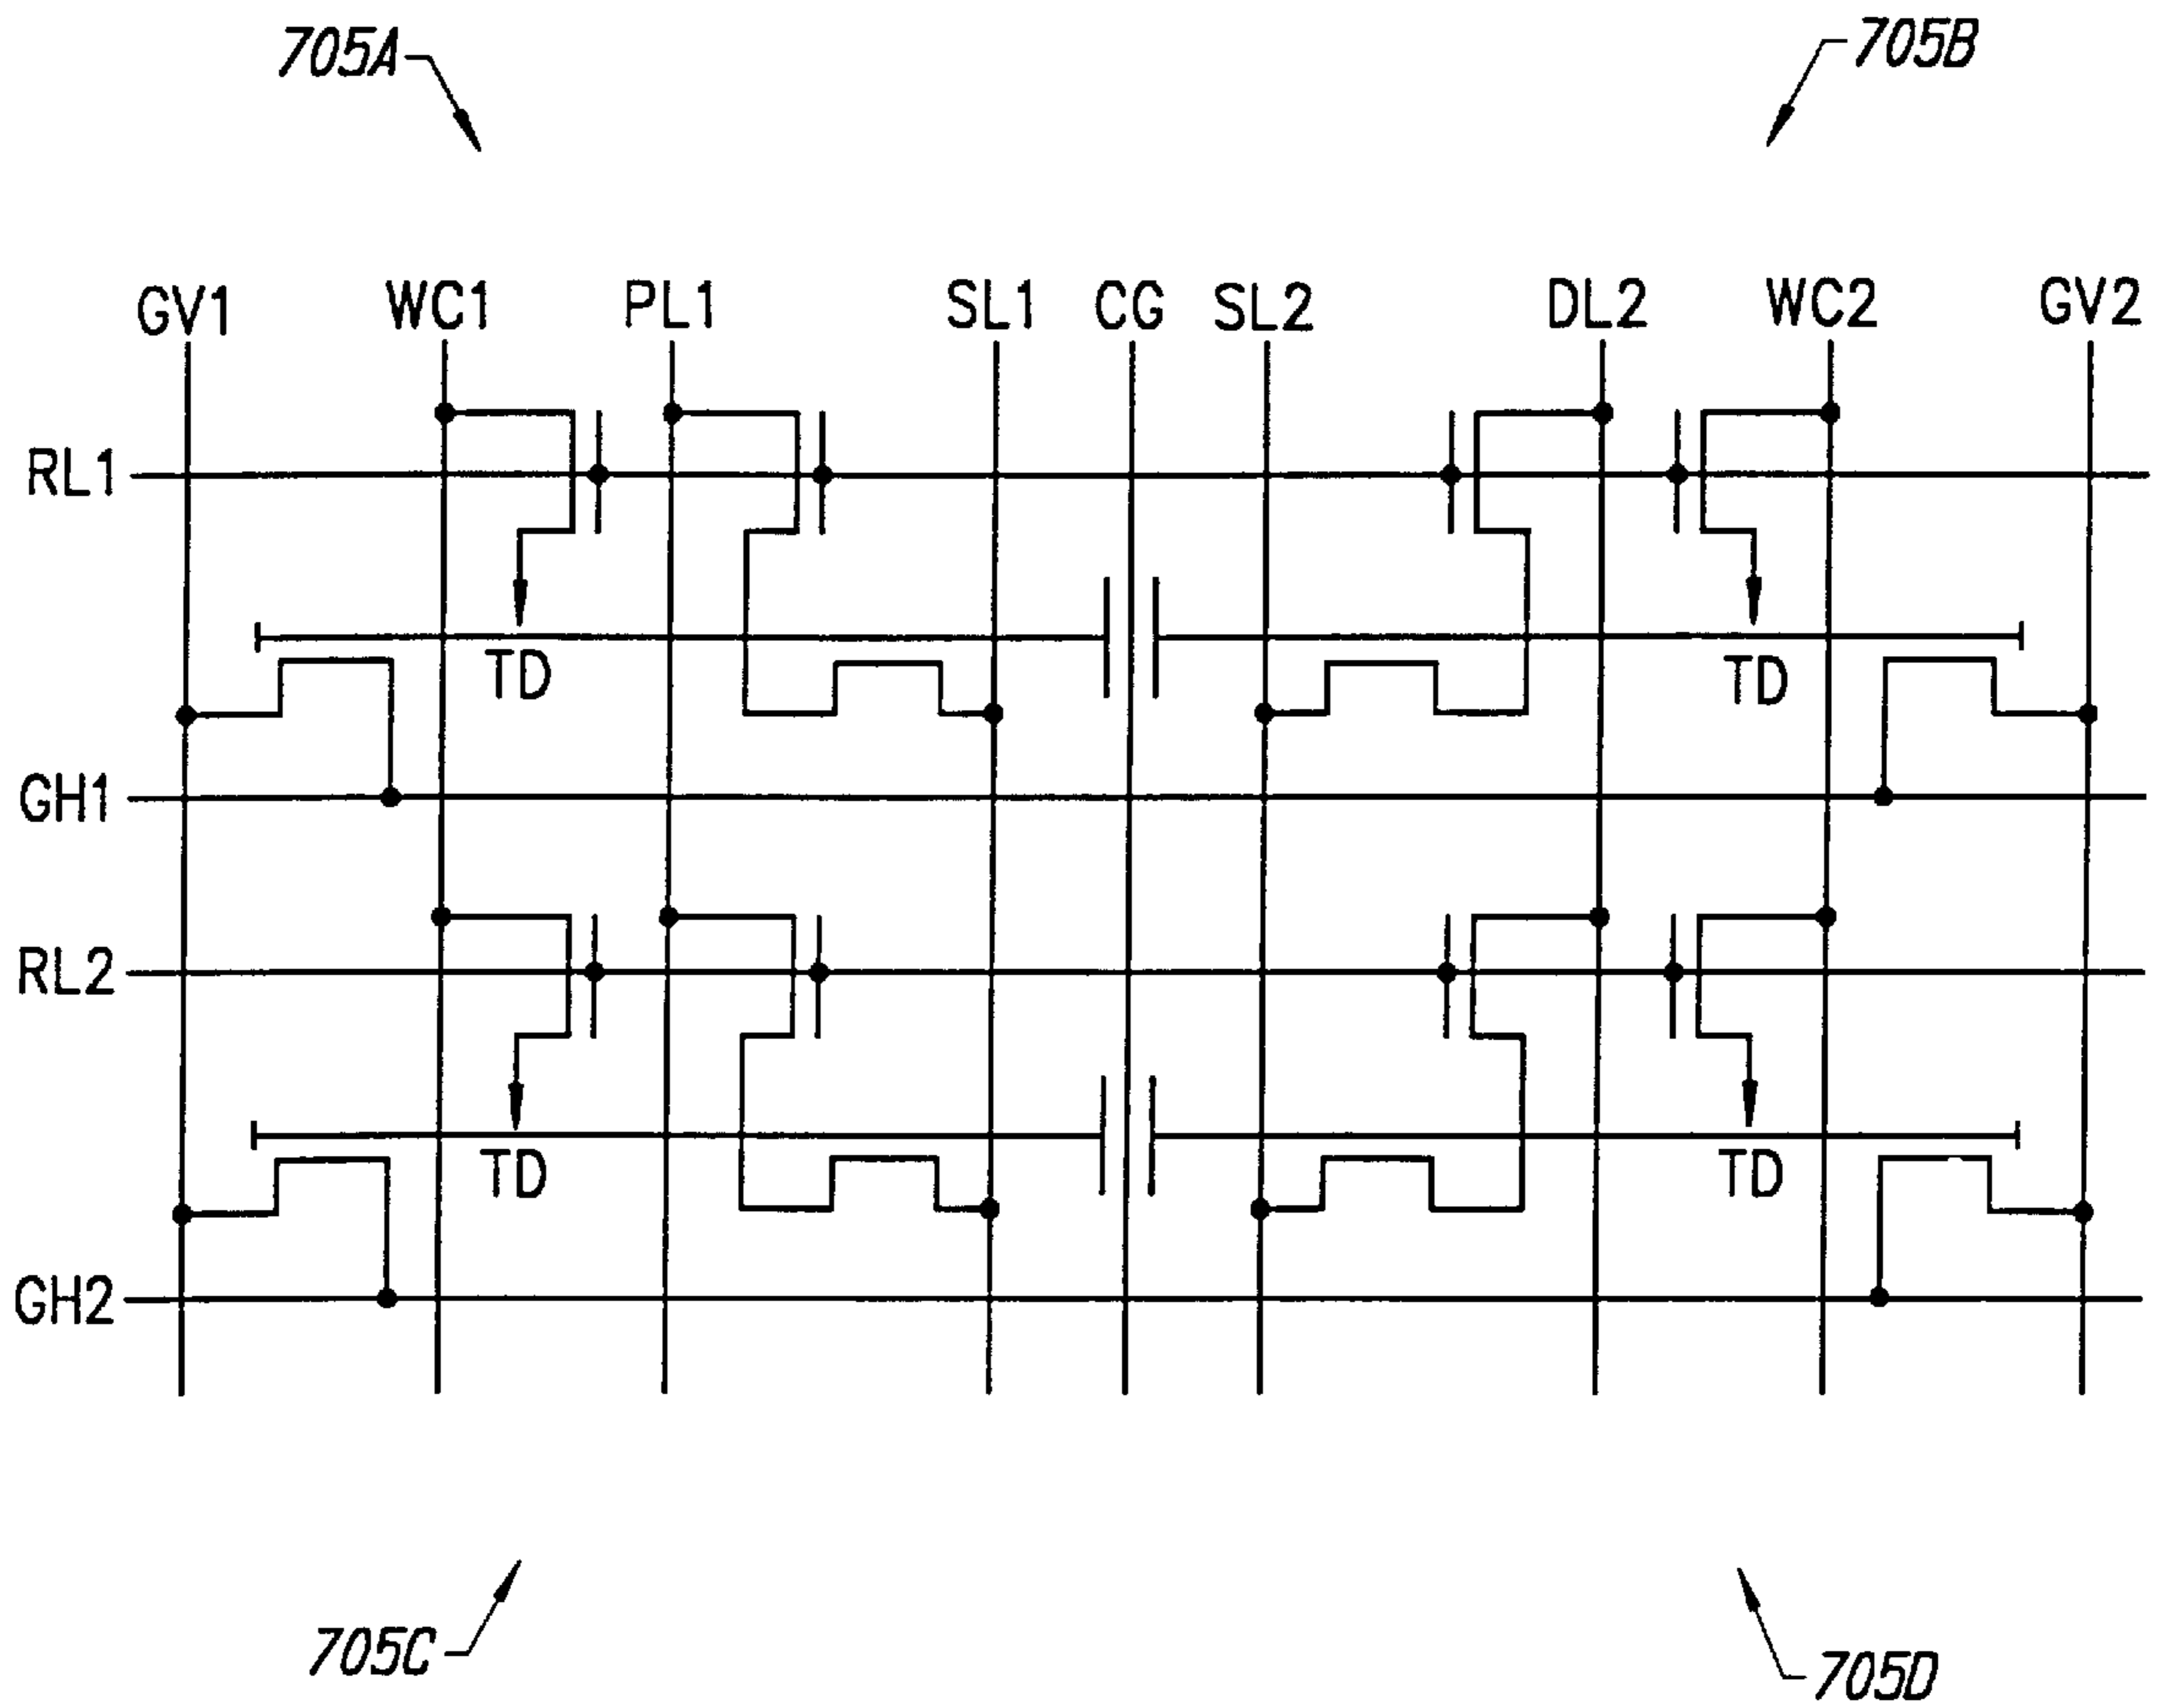 705A
705B
GV1 WC1 PL1 SL1 CG SL2 DL2 WC2 GV2
RL1
TD TD
GH1
RL2
TD TD
GH2
705C
705D